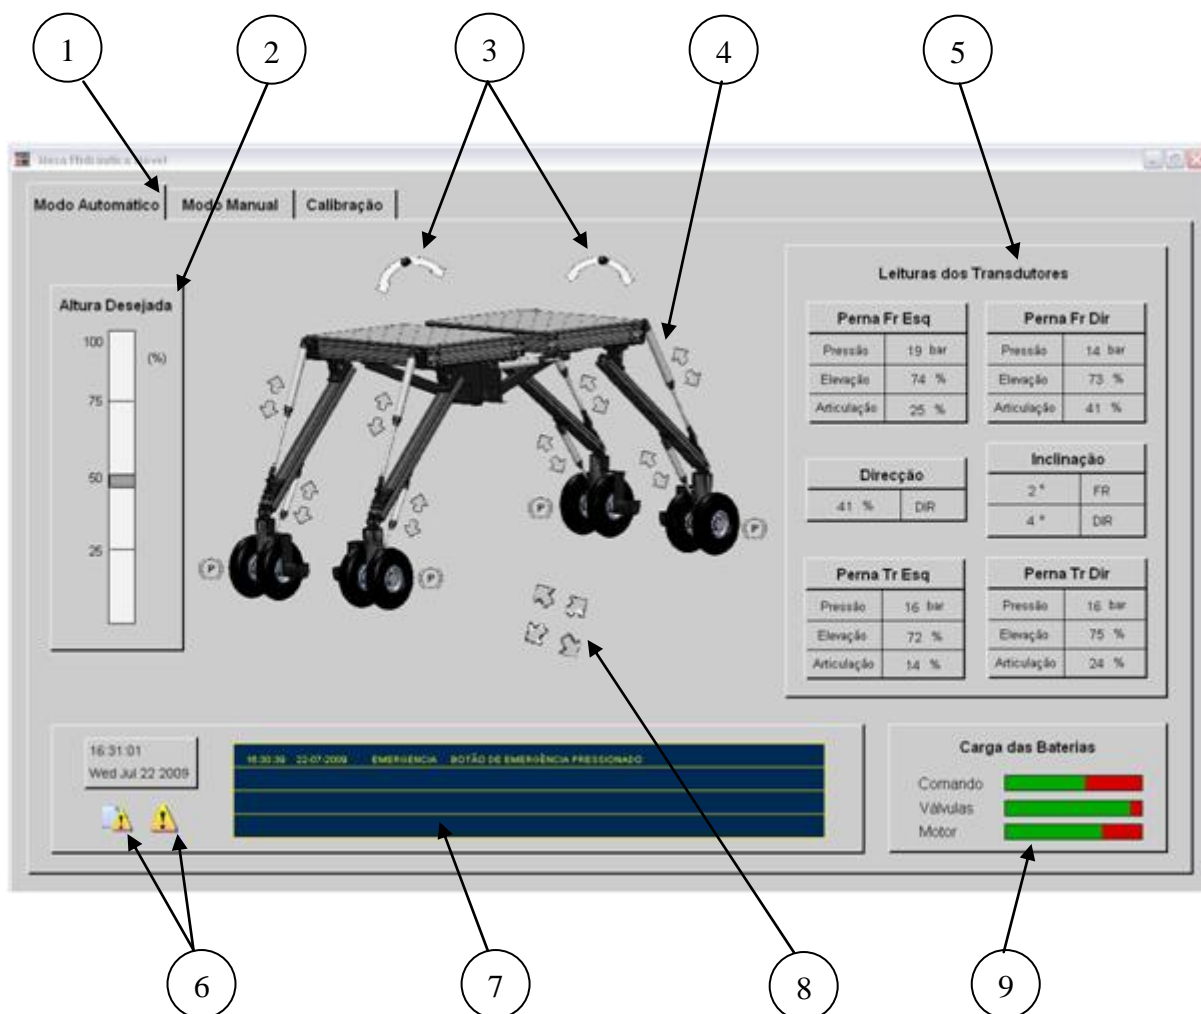 1 2 3 4 5
Mesa Hidráulica Móvel
Modo Automático Modo Manual Calibração
Altura Desejada
100
(%)
75
50
25
P
P
P
P
Leituras dos Transdutores
Perna Fr Esq
Pressão 19 bar
Elevação 74 %
Articulação 25 %
Perna Fr Dir
Pressão 14 bar
Elevação 73 %
Articulação 41 %
Direcção
41 % DIR
Inclinação
2 ° FR
4 ° DIR
Perna Tr Esq
Pressão 16 bar
Elevação 72 %
Articulação 14 %
Perna Tr Dir
Pressão 16 bar
Elevação 75 %
Articulação 24 %
16:31:01
Wed Jul 22 2009
16:30:39 22-07-2009 EMERGENCIA BOTÃO DE EMERGÊNCIA PRESSIONADO
Carga das Baterias
Comando
Válvulas
Motor
6 7 8 9